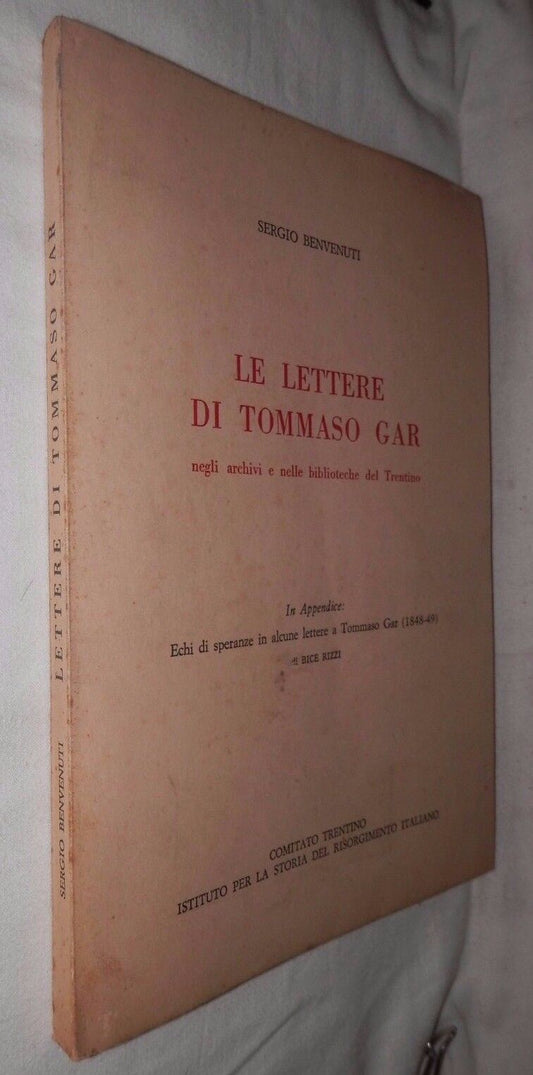 SERGIO BENVENUTI
LE LETTERE
DI TOMMASO GAR
negli archivi e nelle biblioteche del Trentino
In Appendice:
Echi di speranze in alcune lettere a Tommaso Gar (1848-49)
di BICE RIZZI
COMITATO TRENTINO
ISTITUTO PER LA STORIA DEL RISORGIMENTO ITALIANO
SERGIO BENVENUTI LETTERE DI TOMMASO GAR